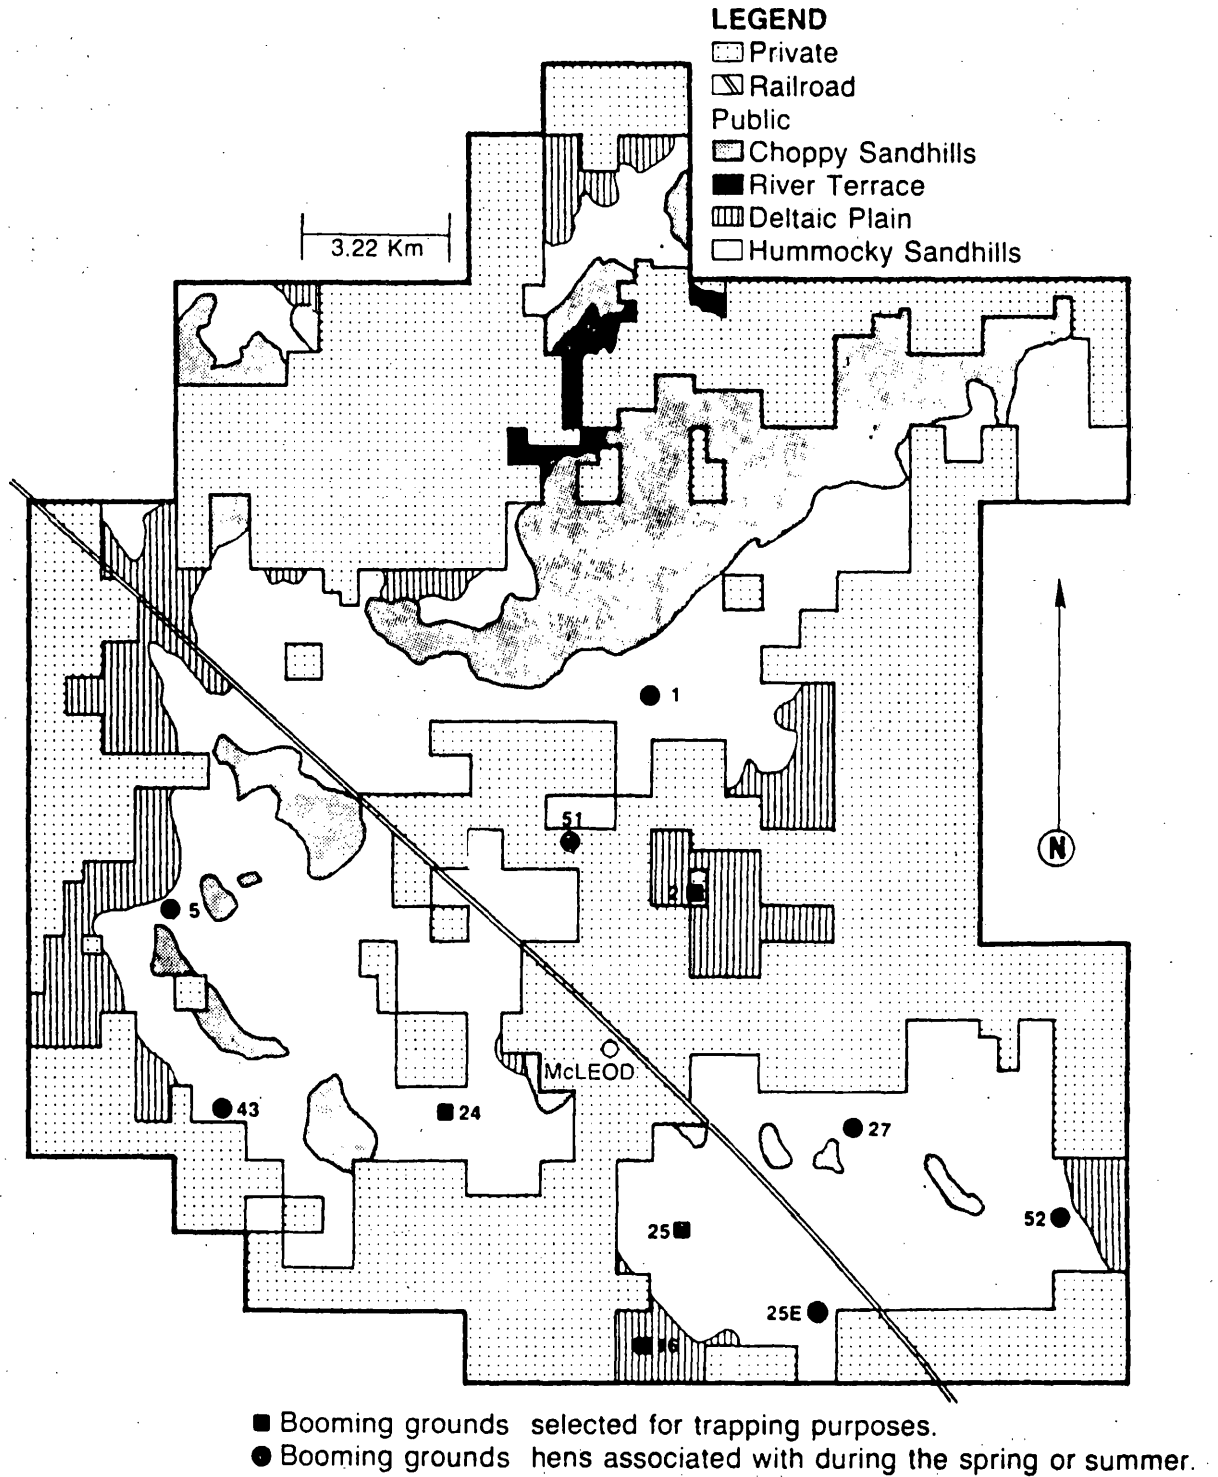 LEGEND
Private
Railroad
Public
Choppy Sandhills
River Terrace
Deltaic Plain
Hummocky Sandhills
3.22 Km
1
51
2
5
N
McLEOD
43
24
27
52
25
25E
16
Booming grounds selected for trapping purposes.
Booming grounds hens associated with during the spring or summer.